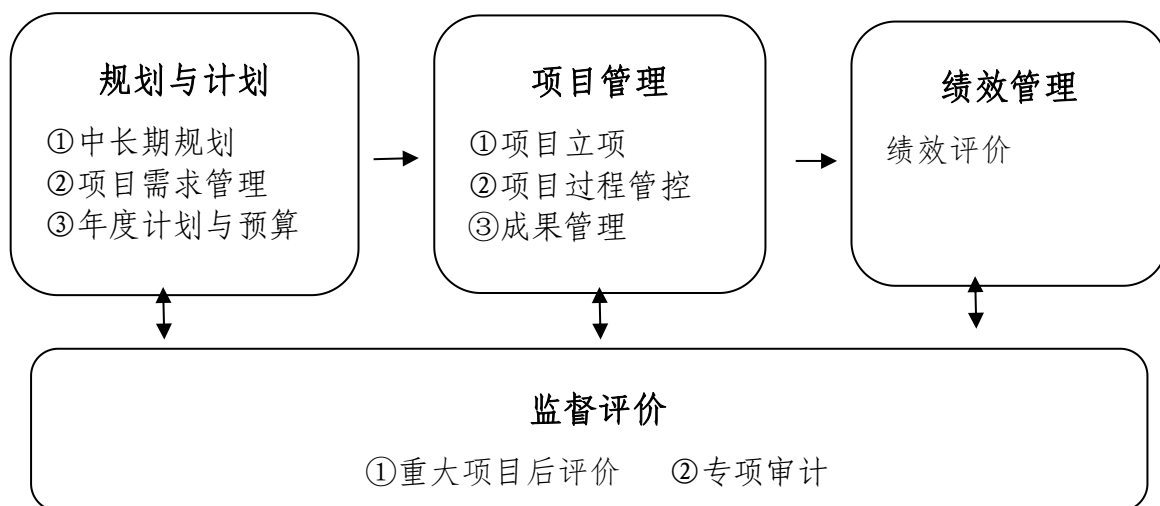 规划与计划
①中长期规划
②项目需求管理
③年度计划与预算
项目管理
①项目立项
②项目过程管控
③成果管理
绩效管理
绩效评价
监督评价
①重大项目后评价 ②专项审计